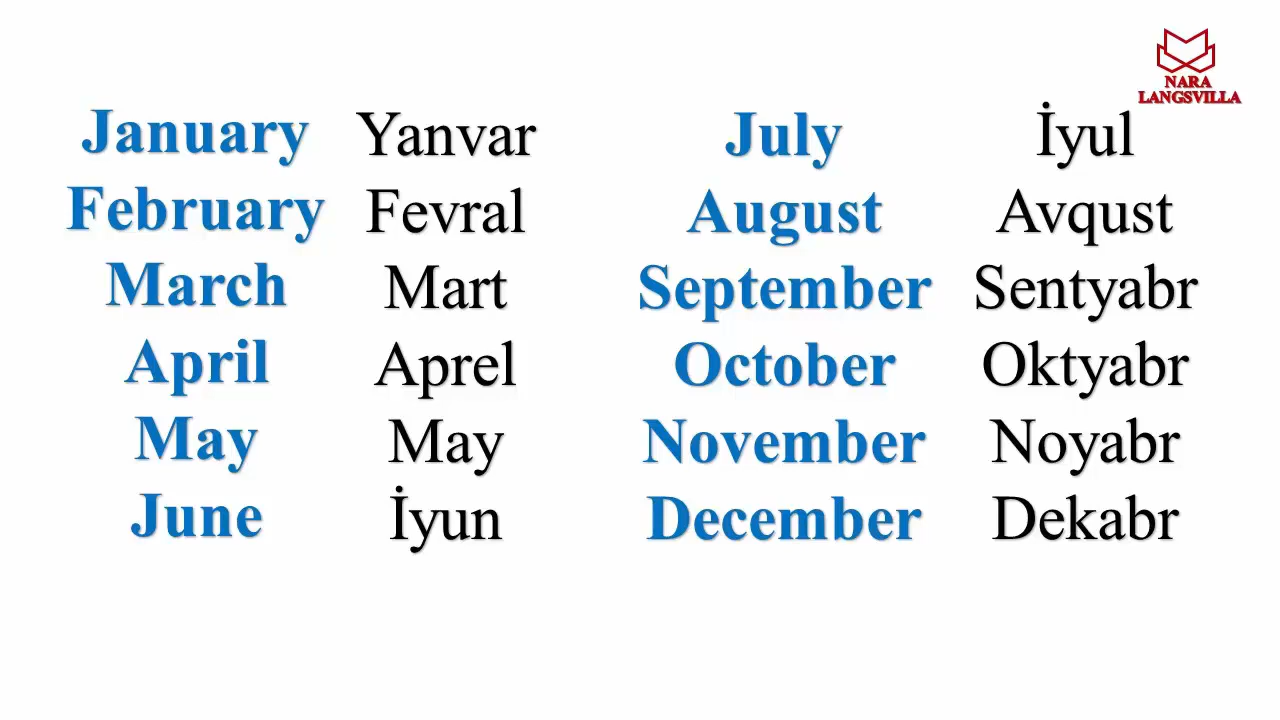 NARA
LANGSVILLA
January Yanvar July İyul
February Fevral August Avqust
March Mart September Sentyabr
April Aprel October Oktyabr
May May November Noyabr
June İyun December Dekabr